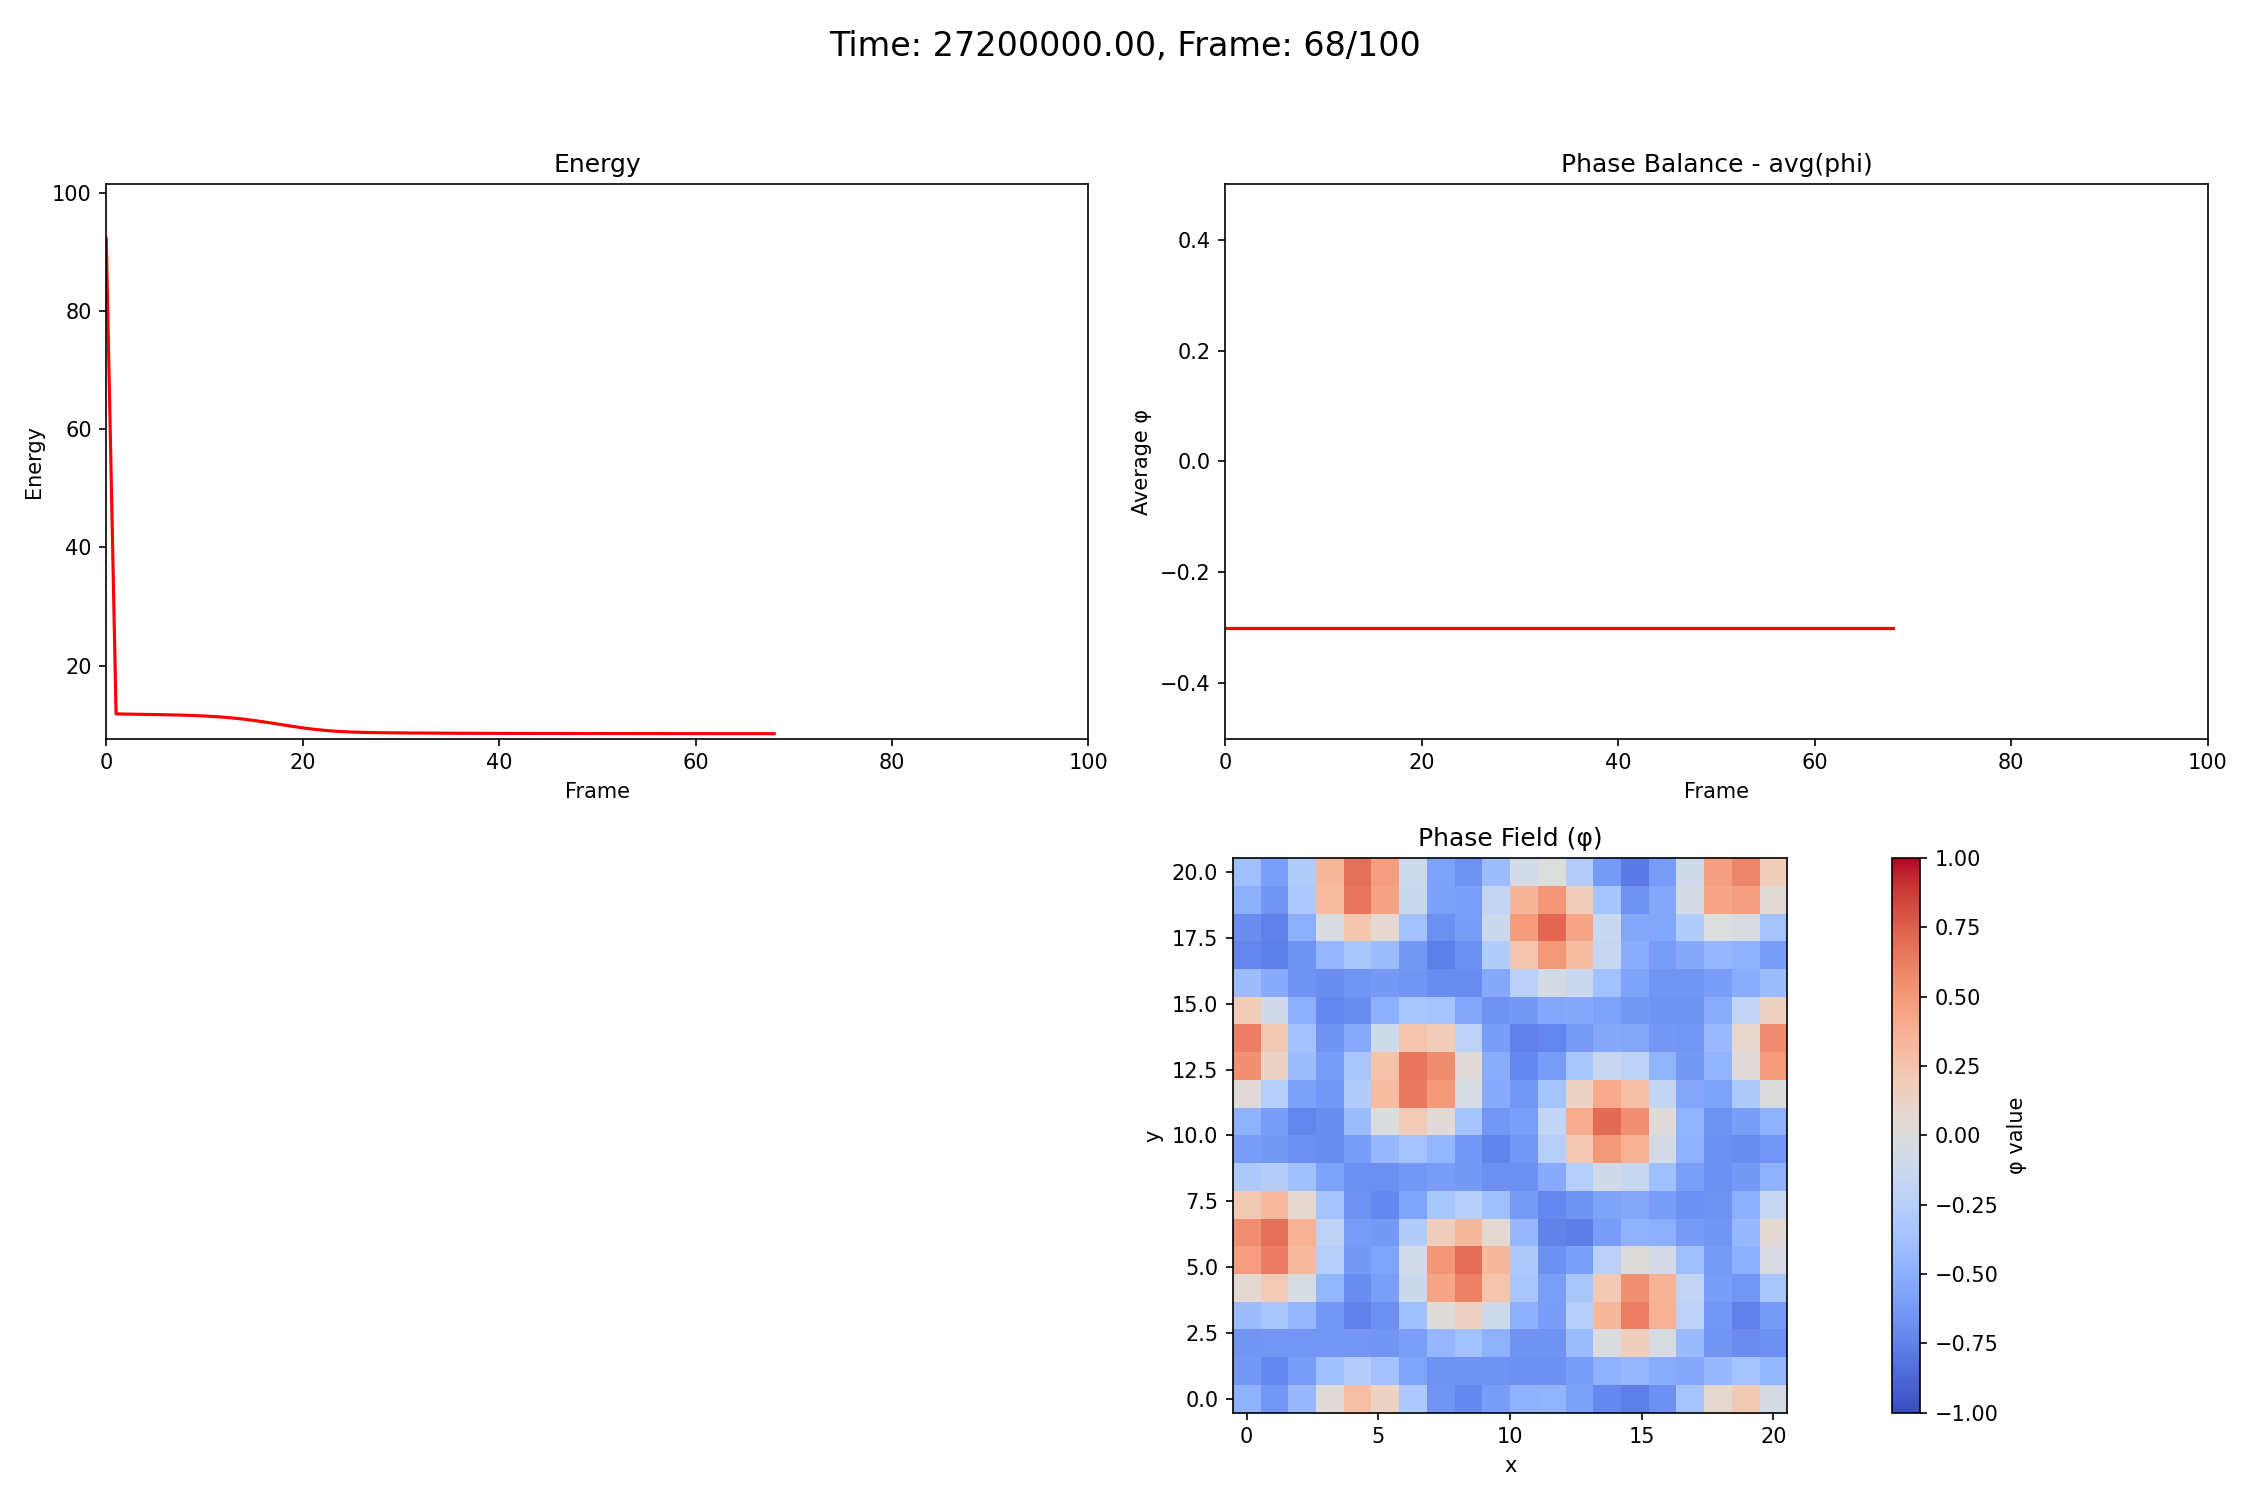 Time: 27200000.00, Frame: 68/100
Energy
100
80
60
40
20
Energy
0 20 40 60 80 100
Frame
Phase Balance - avg(phi)
0.4
0.2
0.0
−0.2
−0.4
Average φ
0 20 40 60 80 100
Frame
Phase Field (φ)
20.0
17.5
15.0
12.5
10.0
7.5
5.0
2.5
0.0
y
0 5 10 15 20
x
1.00
0.75
0.50
0.25
0.00
−0.25
−0.50
−0.75
−1.00
φ value